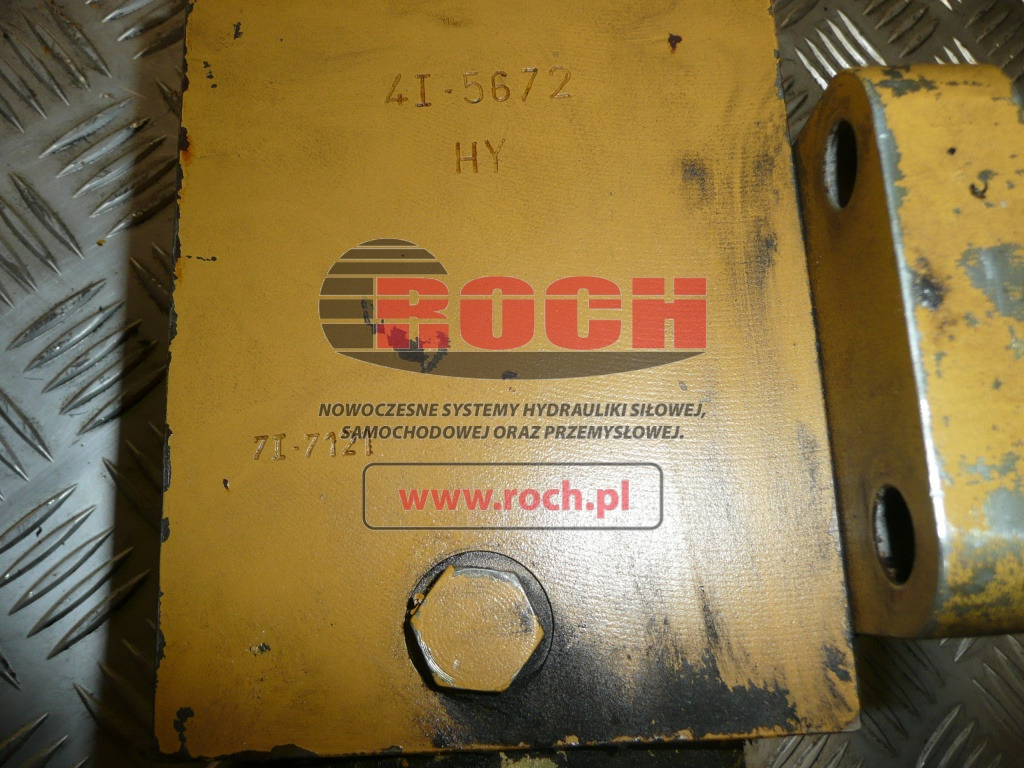 4I-5672
HY
ROCH
NOWOCZESNE SYSTEMY HYDRAULIKI SIŁOWEJ,
SAMOCHODOWEJ ORAZ PRZEMYSŁOWEJ.
7I-7121
www.roch.pl